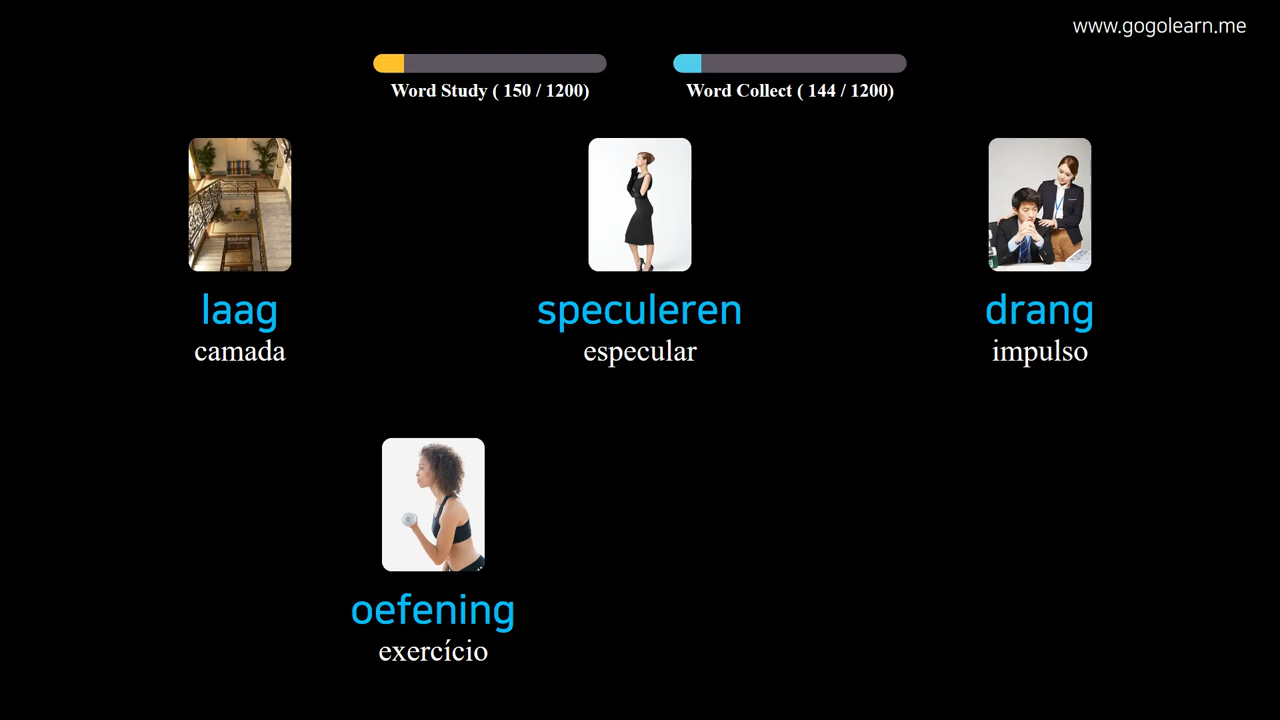 www.gogolearn.me
Word Study ( 150 / 1200)
Word Collect ( 144 / 1200)
laag
camada
speculeren
especular
drang
impulso
oefening
exercício